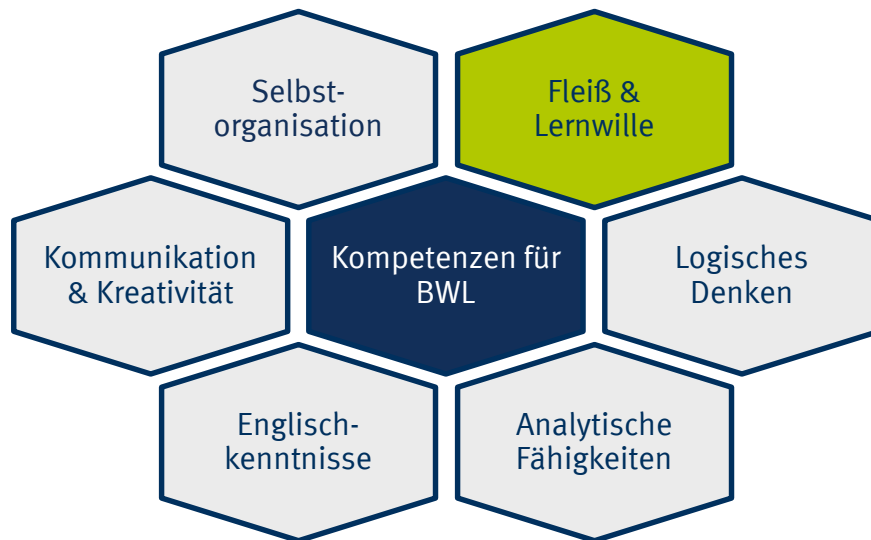 Selbst-
organisation
Fleiß &
Lernwille
Kommunikation
& Kreativität
Kompetenzen für
BWL
Logisches
Denken
Englisch-
kenntnisse
Analytische
Fähigkeiten